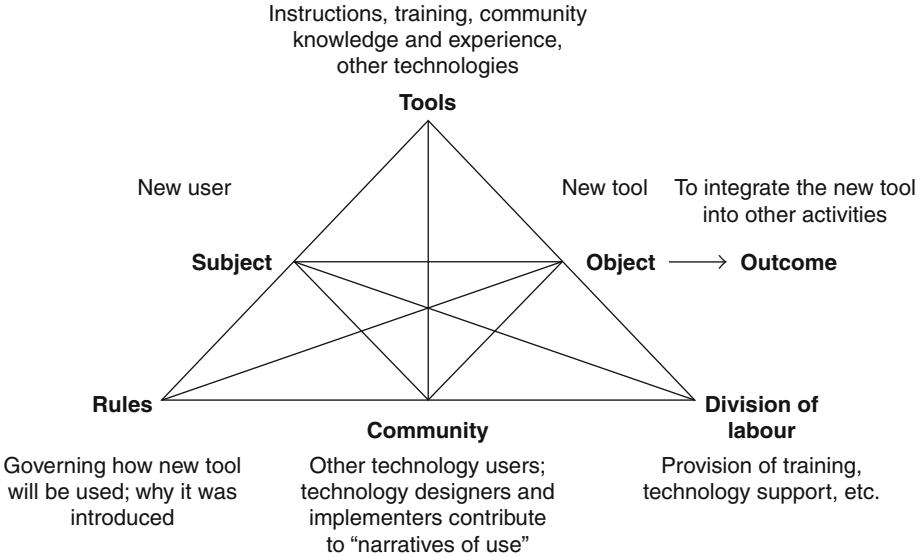 Instructions, training, community
knowledge and experience,
other technologies
Tools
New user
New tool
To integrate the new tool
into other activities
Subject
Object
Outcome
Rules
Community
Division of
labour
Governing how new tool
will be used; why it was
introduced
Other technology users;
technology designers and
implementers contribute
to “narratives of use”
Provision of training,
technology support, etc.